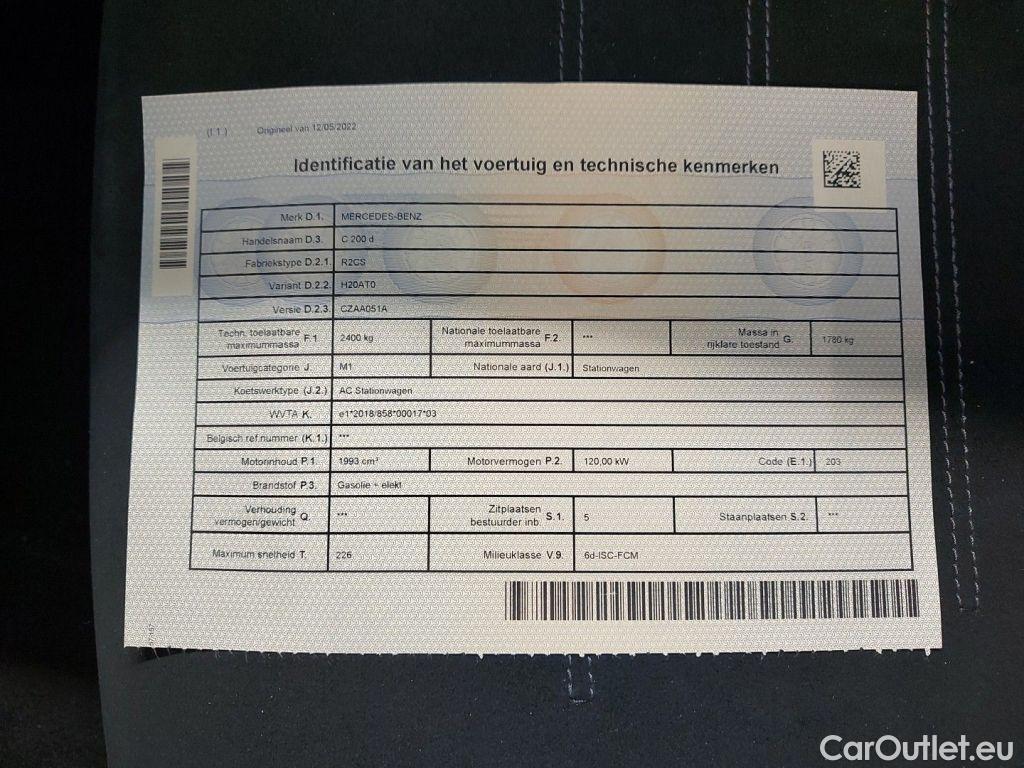 (I 1) Origineel van 12/05/2022
Identificatie van het voertuig en technische kenmerken
Merk D.1. MERCEDES-BENZ
Handelsnaam D.3. C 200 d
Fabriekstype D.2.1. R2CS
Variant D.2.2. H20AT0
Versie D.2.3. CZAA051A
Techn. toelaatbare maximummassa F.1 2400 kg Nationale toelaatbare maximummassa F.2. *** Massa in rijklare toestand G. 1780 kg
Voertuigcategorie J. M1 Nationale aard (J.1.) Stationwagen
Koetswerktype (J.2.) AC Stationwagen
WVTA K. e1*2018/858*00017*03
Belgisch ref.nummer (K.1.) ***
Motorinhoud P.1. 1993 cm³ Motorvermogen P.2. 120,00 kW Code (E.1.) 203
Brandstof P.3. Gasolie + elekt
Verhouding vermogen/gewicht Q. *** Zitplaatsen bestuurder inb. S.1. 5 Staanplaatsen S.2. ***
Maximum snelheid T. 226 Milieuklasse V.9. 6d-ISC-FCM
CarOutlet.eu